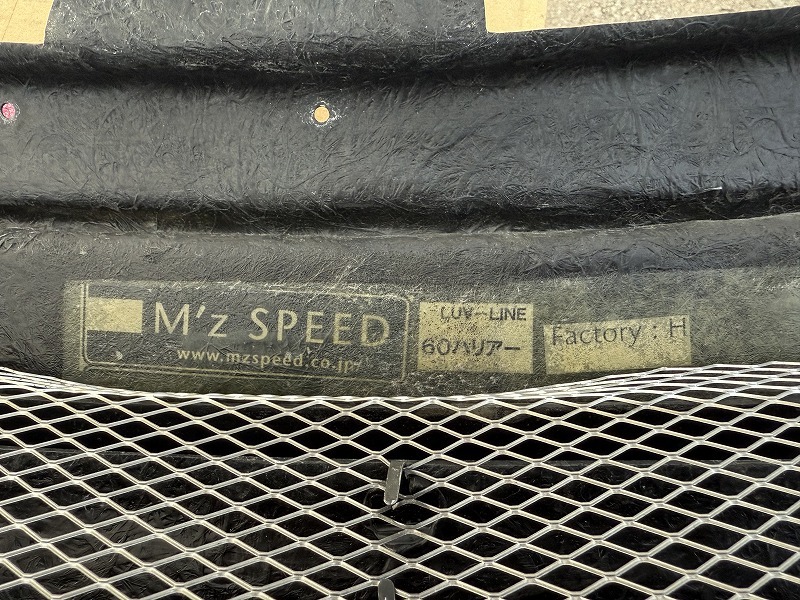 M'z SPEED
www.mzspeed.co.jp
LUV-LINE
60ハリアー
Factory : H